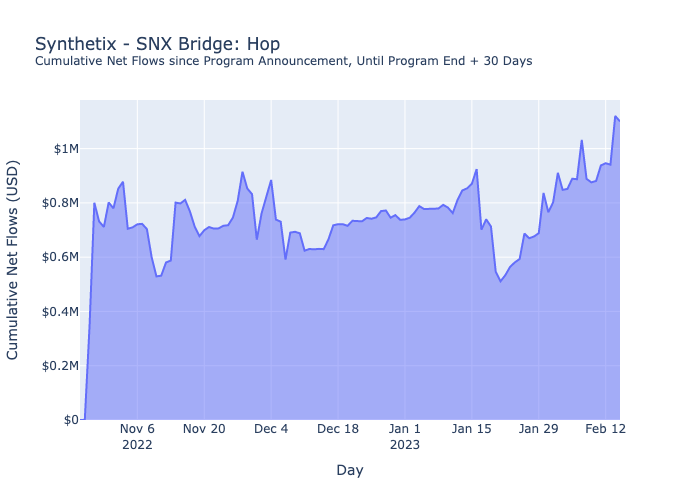 Synthetix - SNX Bridge: Hop
Cumulative Net Flows since Program Announcement, Until Program End + 30 Days
Cumulative Net Flows (USD)
$1M
$0.8M
$0.6M
$0.4M
$0.2M
$0
Nov 6 Nov 20 Dec 4 Dec 18 Jan 1 Jan 15 Jan 29 Feb 12
2022 2023
Day